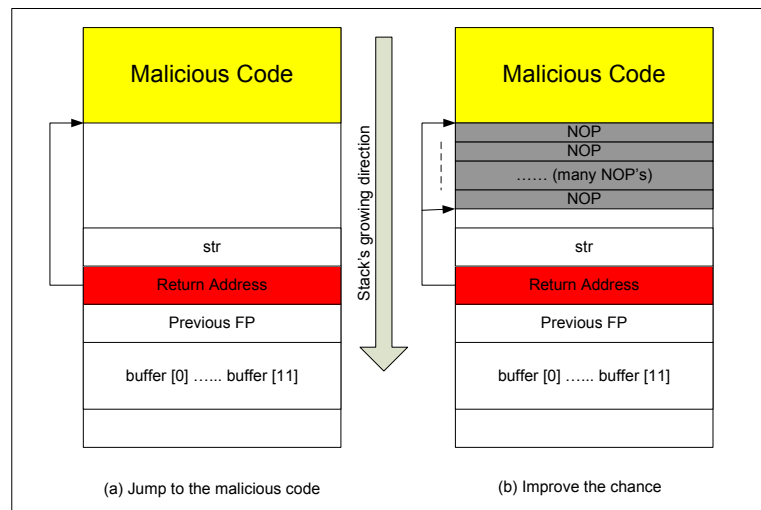 Malicious Code
str
Return Address
Previous FP
buffer [0] …... buffer [11]
(a) Jump to the malicious code
Stack's growing direction
Malicious Code
NOP
NOP
…... (many NOP's)
NOP
str
Return Address
Previous FP
buffer [0] …... buffer [11]
(b) Improve the chance